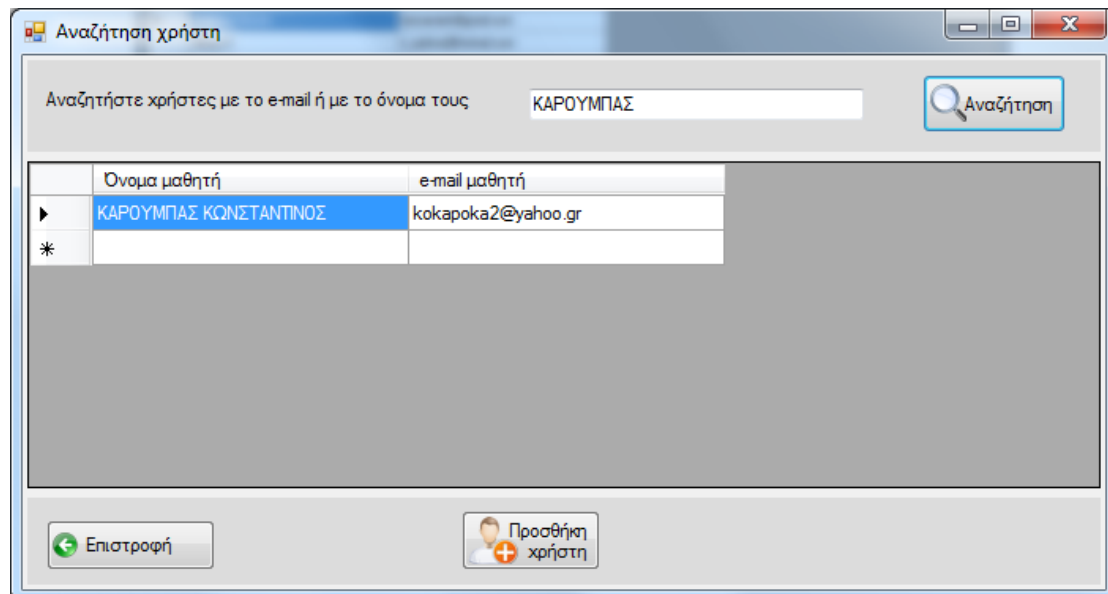 Αναζήτηση χρήστη
Αναζητήστε χρήστες με το e-mail ή με το όνομα τους
ΚΑΡΟΥΜΠΑΣ
Αναζήτηση
Όνομα μαθητή e-mail μαθητή
ΚΑΡΟΥΜΠΑΣ ΚΩΝΣΤΑΝΤΙΝΟΣ kokapoka2@yahoo.gr
Επιστροφή
Προσθήκη
χρήστη